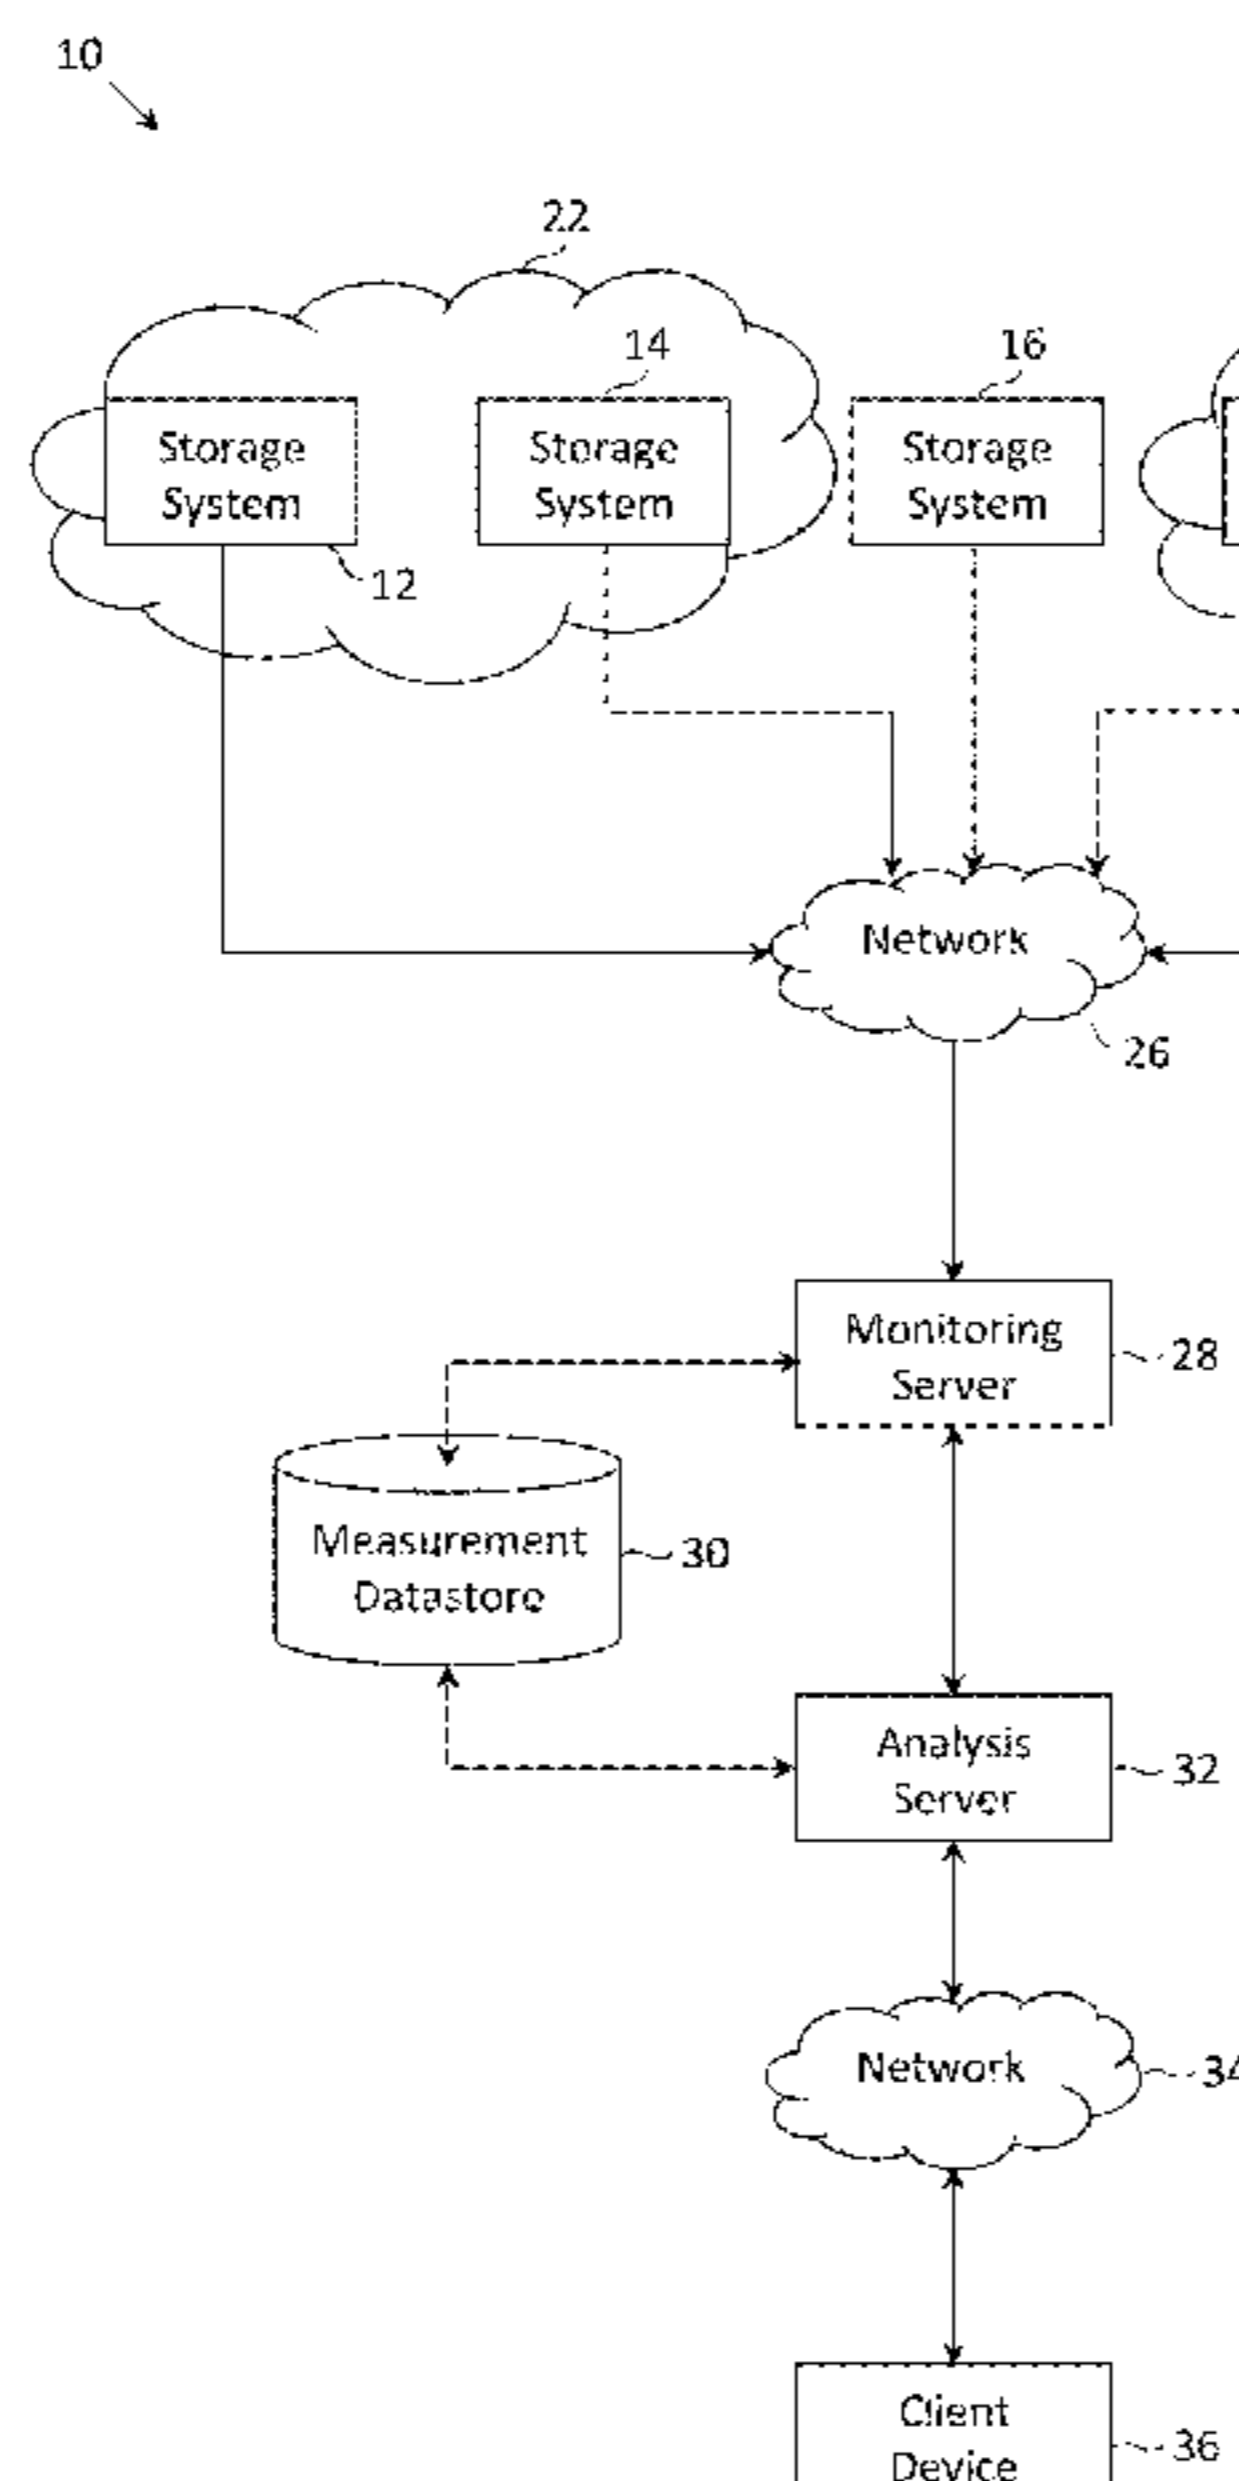 10
22
14
16
Storage
System
Storage
System
Storage
System
12
Network
26
Monitoring
Server
28
Measurement
Datastore
30
Analysis
Server
32
Network
34
Client
Device
36